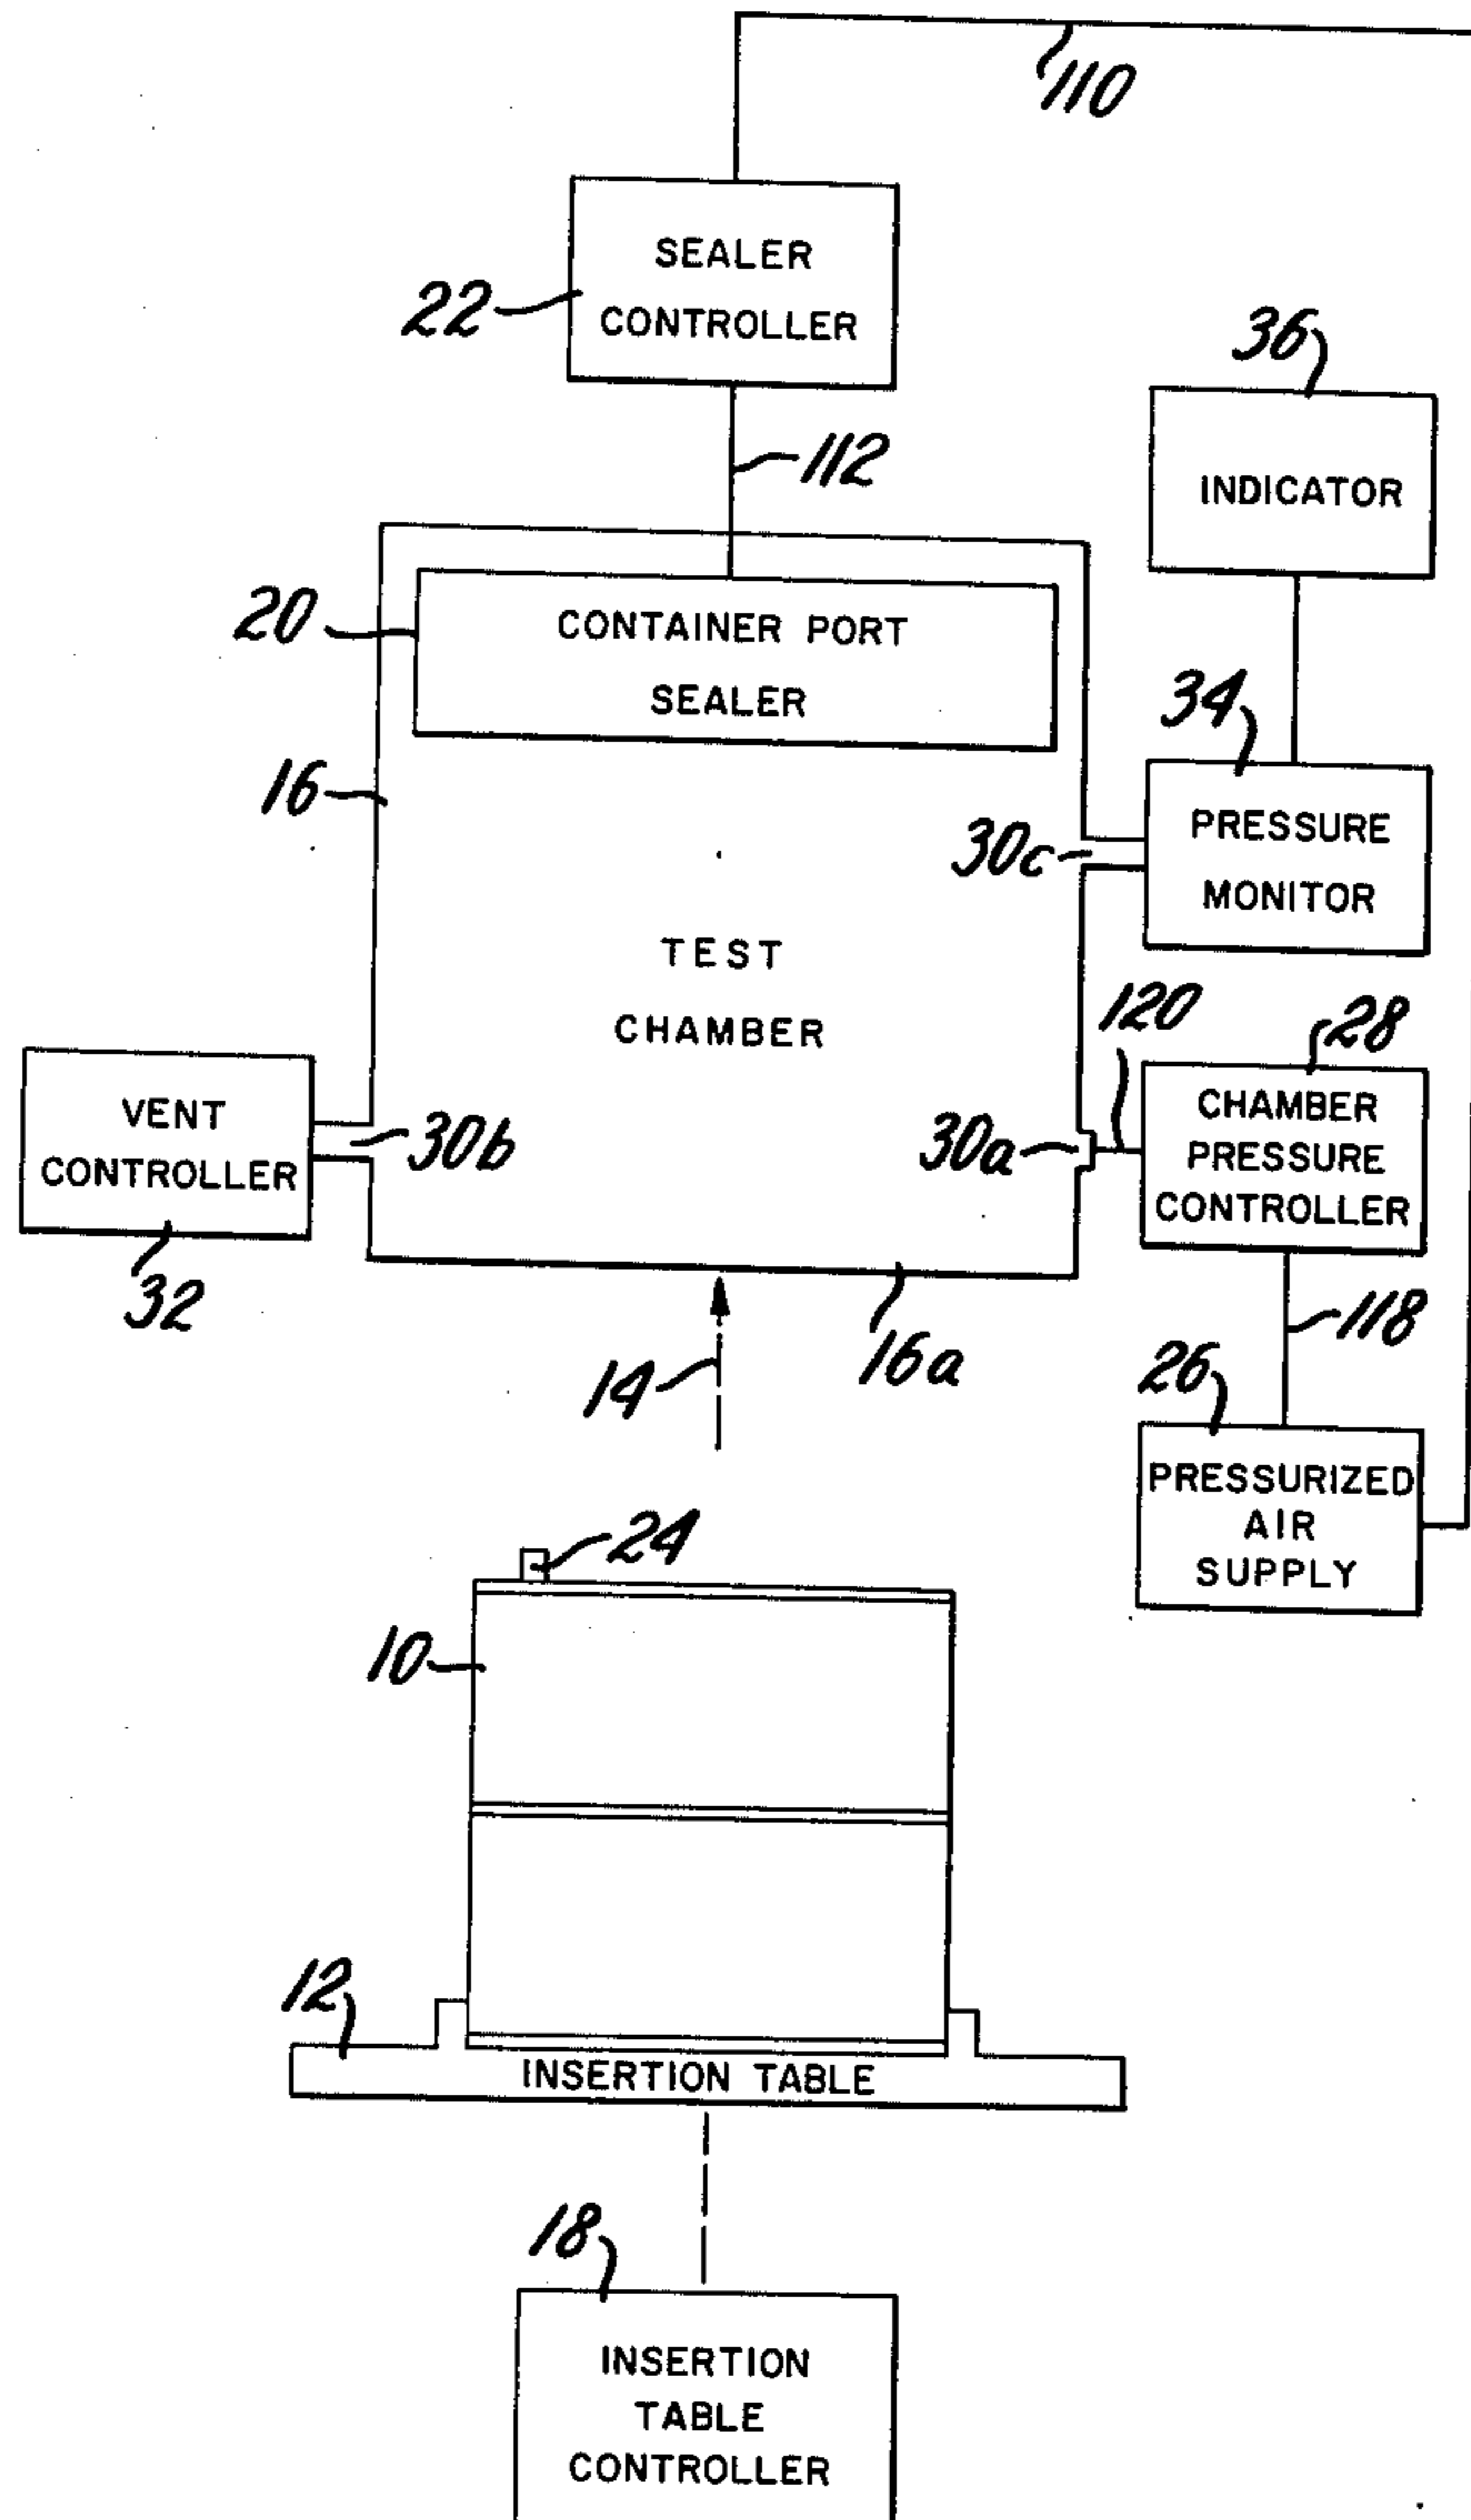 110
SEALER
CONTROLLER
22
36
INDICATOR
112
20
CONTAINER PORT
SEALER
34
16
PRESSURE
MONITOR
30c
TEST
CHAMBER
120
28
VENT
CONTROLLER
30b
30a
CHAMBER
PRESSURE
CONTROLLER
32
118
14
16a
26
PRESSURIZED
AIR
SUPPLY
24
10
12
INSERTION TABLE
18
INSERTION
TABLE
CONTROLLER